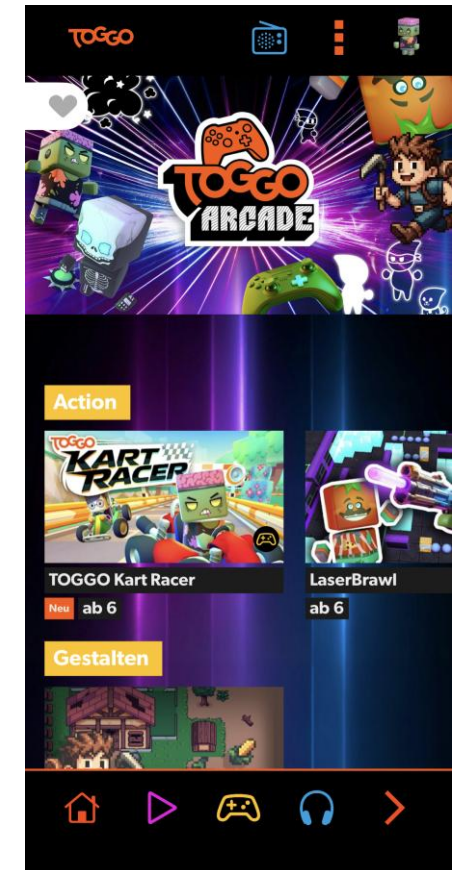 TOGGO
TOGGO
ARCADE
Action
TOGGO
KART
RACER
TOGGO Kart Racer
LaserBrawl
Neu ab 6
ab 6
Gestalten